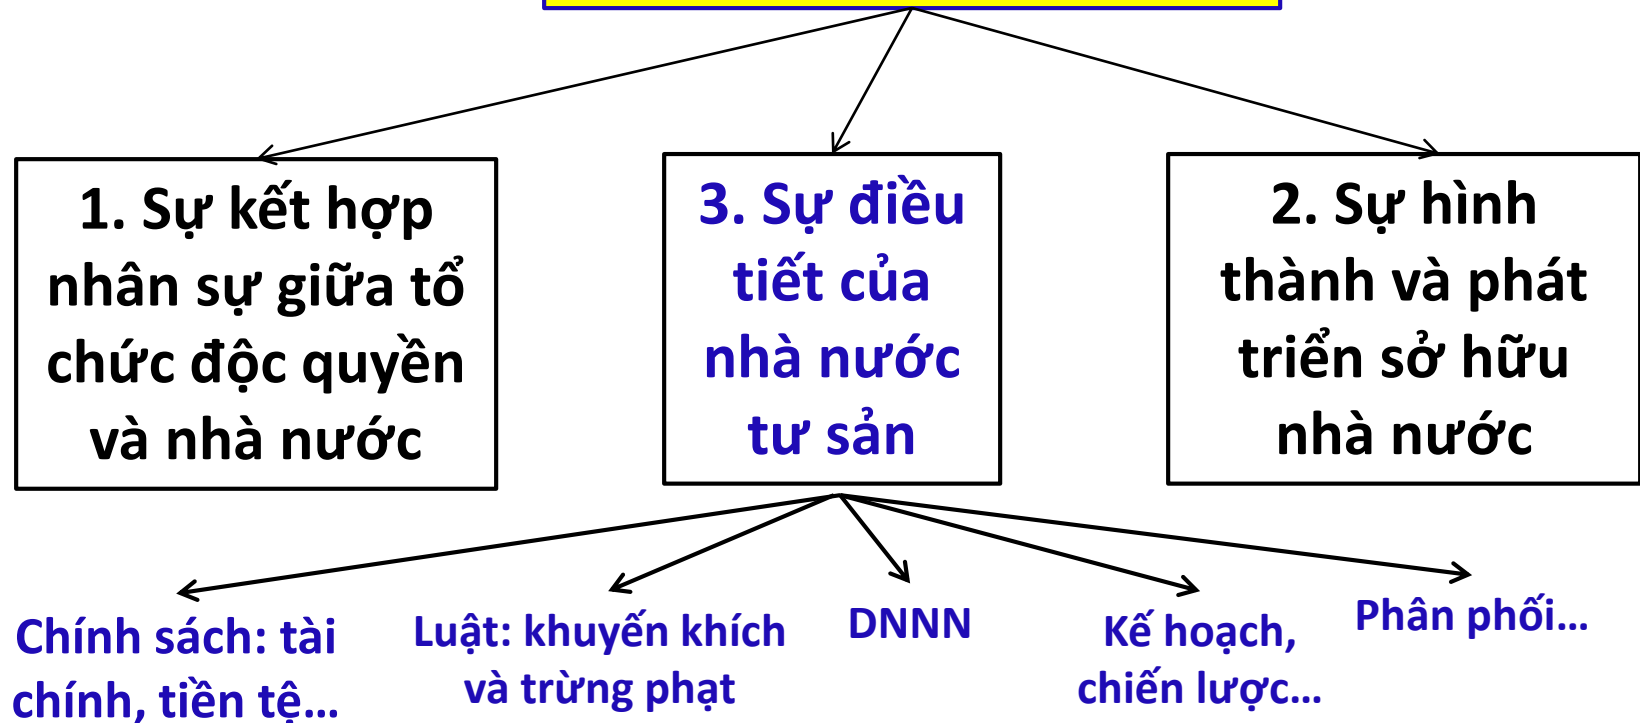 1. Sự kết hợp
nhân sự giữa tổ
chức độc quyền
và nhà nước
3. Sự điều
tiết của
nhà nước
tư sản
2. Sự hình
thành và phát
triển sở hữu
nhà nước
Chính sách: tài
chính, tiền tệ...
Luật: khuyến khích
và trừng phạt
DNNN
Kế hoạch,
chiến lược...
Phân phối...